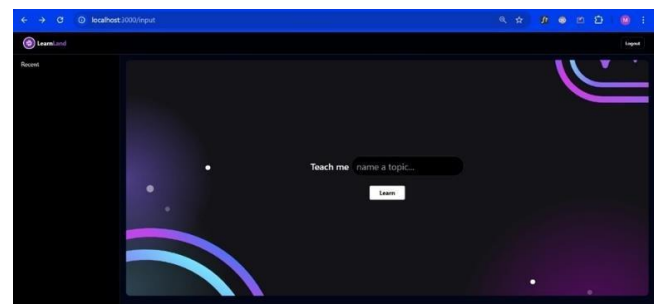 localhost:3000/input
LearnLand
Logout
Recent
Teach me name a topic...
Learn